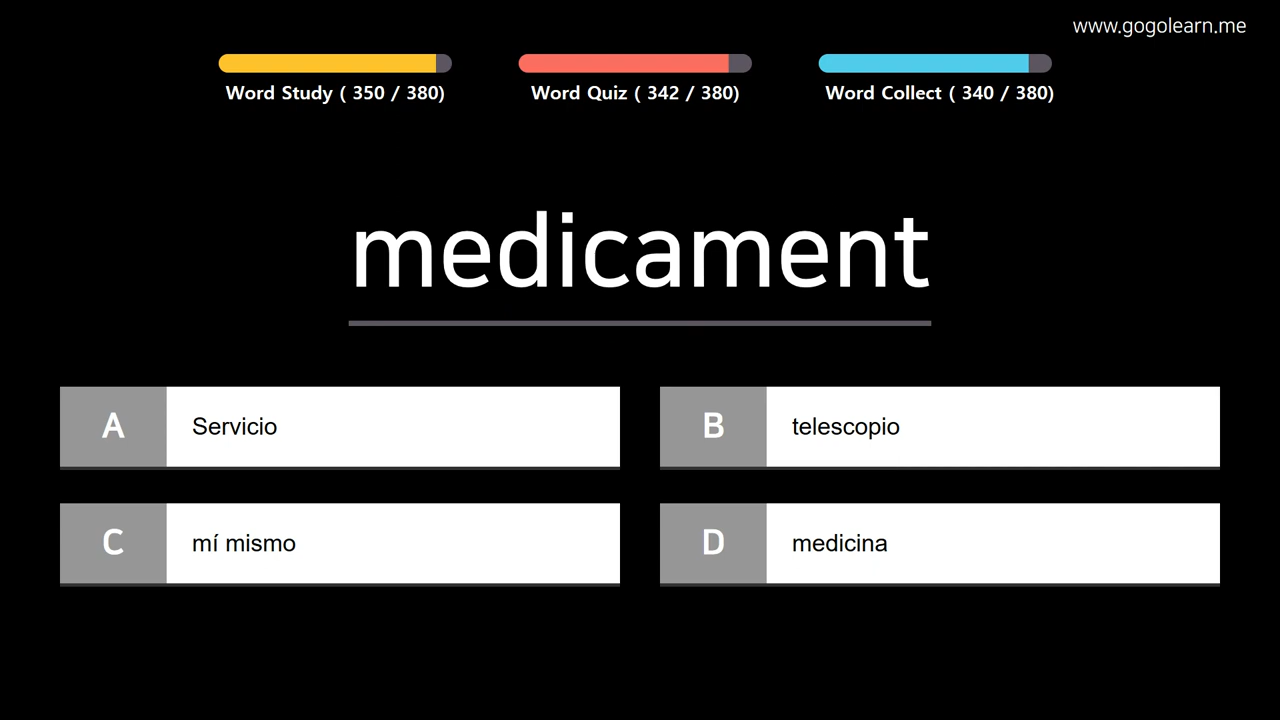 www.gogolearn.me
Word Study ( 350 / 380)
Word Quiz ( 342 / 380)
Word Collect ( 340 / 380)
medicament
A Servicio
B telescopio
C mí mismo
D medicina